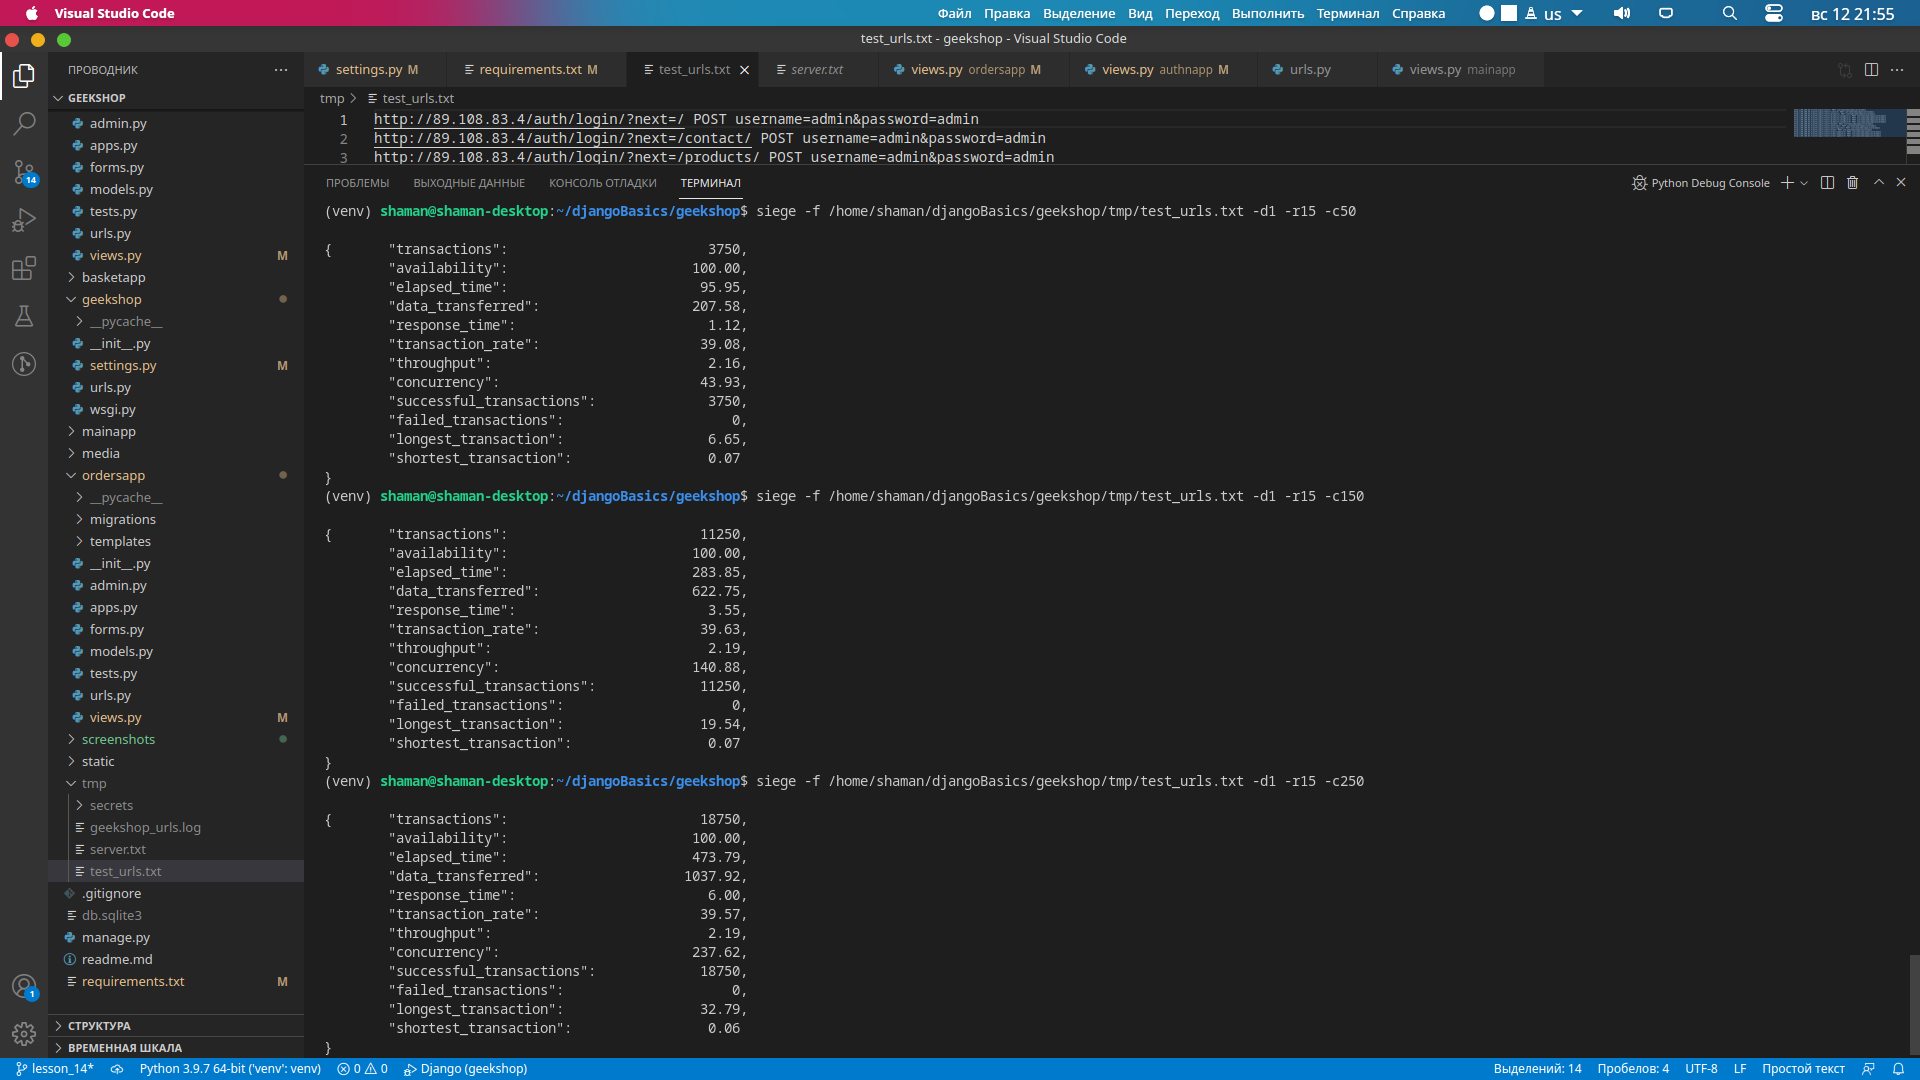 Visual Studio Code
Файл Правка Выделение Вид Переход Выполнить Терминал Справка
us
вс 12 21:55
test_urls.txt - geekshop - Visual Studio Code
ПРОВОДНИК
GEEKSHOP
admin.py
apps.py
forms.py
models.py
tests.py
urls.py
views.py M
basketapp
geekshop
__pycache__
__init__.py
settings.py M
urls.py
wsgi.py
mainapp
media
ordersapp
__pycache__
migrations
templates
__init__.py
admin.py
apps.py
forms.py
models.py
tests.py
urls.py
views.py M
screenshots
static
tmp
secrets
geekshop_urls.log
server.txt
test_urls.txt
.gitignore
db.sqlite3
manage.py
readme.md
requirements.txt M
СТРУКТУРА
ВРЕМЕННАЯ ШКАЛА
14
1
settings.py M
requirements.txt M
test_urls.txt
server.txt
views.py ordersapp M
views.py authnapp M
urls.py
views.py mainapp
tmp > test_urls.txt
1 http://89.108.83.4/auth/login/?next=/ POST username=admin&password=admin
2 http://89.108.83.4/auth/login/?next=/contact/ POST username=admin&password=admin
3 http://89.108.83.4/auth/login/?next=/products/ POST username=admin&password=admin
ПРОБЛЕМЫ ВЫХОДНЫЕ ДАННЫЕ КОНСОЛЬ ОТЛАДКИ ТЕРМИНАЛ
Python Debug Console
(venv) shaman@shaman-desktop:~/djangoBasics/geekshop$ siege -f /home/shaman/djangoBasics/geekshop/tmp/test_urls.txt -d1 -r15 -c50
{ "transactions": 3750,
"availability": 100.00,
"elapsed_time": 95.95,
"data_transferred": 207.58,
"response_time": 1.12,
"transaction_rate": 39.08,
"throughput": 2.16,
"concurrency": 43.93,
"successful_transactions": 3750,
"failed_transactions": 0,
"longest_transaction": 6.65,
"shortest_transaction": 0.07
}
(venv) shaman@shaman-desktop:~/djangoBasics/geekshop$ siege -f /home/shaman/djangoBasics/geekshop/tmp/test_urls.txt -d1 -r15 -c150
{ "transactions": 11250,
"availability": 100.00,
"elapsed_time": 283.85,
"data_transferred": 622.75,
"response_time": 3.55,
"transaction_rate": 39.63,
"throughput": 2.19,
"concurrency": 140.88,
"successful_transactions": 11250,
"failed_transactions": 0,
"longest_transaction": 19.54,
"shortest_transaction": 0.07
}
(venv) shaman@shaman-desktop:~/djangoBasics/geekshop$ siege -f /home/shaman/djangoBasics/geekshop/tmp/test_urls.txt -d1 -r15 -c250
{ "transactions": 18750,
"availability": 100.00,
"elapsed_time": 473.79,
"data_transferred": 1037.92,
"response_time": 6.00,
"transaction_rate": 39.57,
"throughput": 2.19,
"concurrency": 237.62,
"successful_transactions": 18750,
"failed_transactions": 0,
"longest_transaction": 32.79,
"shortest_transaction": 0.06
}
lesson_14* Python 3.9.7 64-bit ('venv': venv) 0 0 Django (geekshop)
Выделений: 14 Пробелов: 4 UTF-8 LF Простой текст